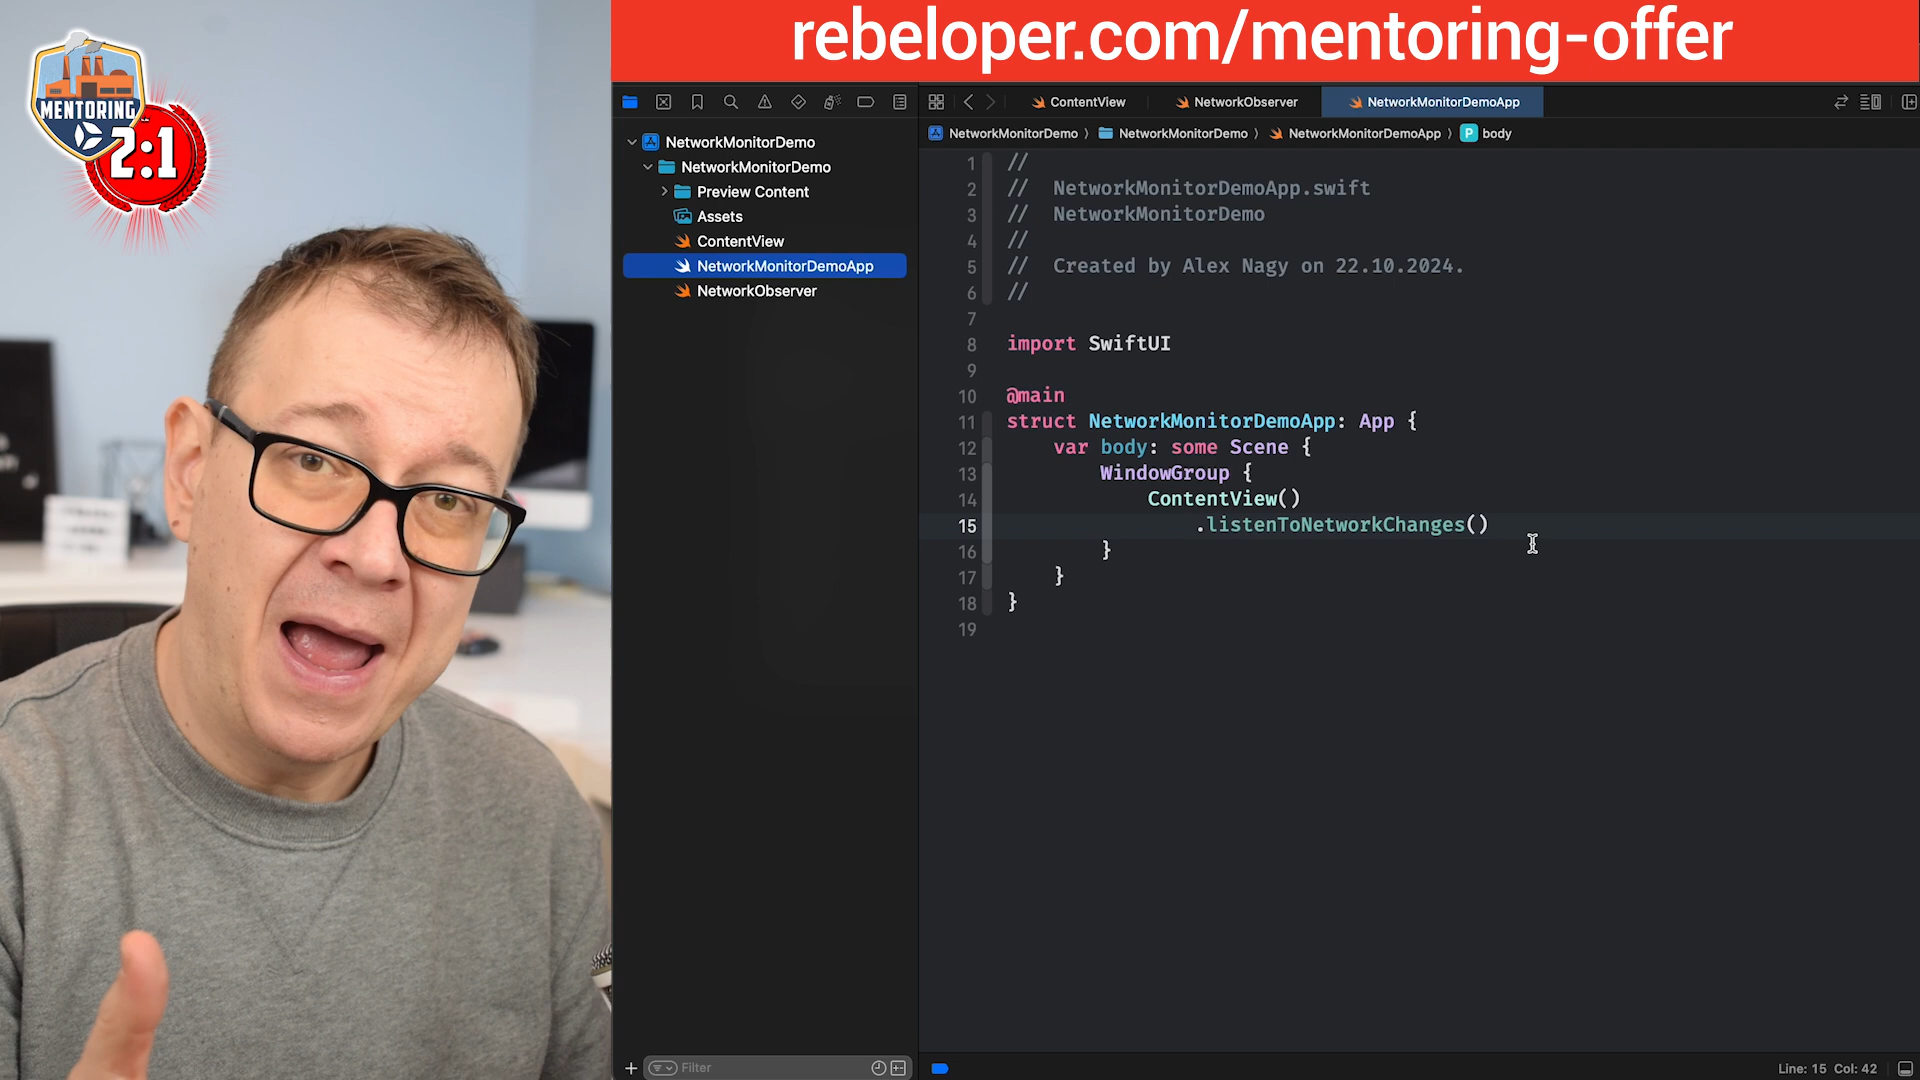 rebeloper.com/mentoring-offer
MENTORING
2:1
NetworkMonitorDemo
NetworkMonitorDemo
Preview Content
Assets
ContentView
NetworkMonitorDemoApp
NetworkObserver
Filter
ContentView
NetworkObserver
NetworkMonitorDemoApp
NetworkMonitorDemo 〉 NetworkMonitorDemo 〉 NetworkMonitorDemoApp 〉 P body
1 //
2 // NetworkMonitorDemoApp.swift
3 // NetworkMonitorDemo
4 //
5 // Created by Alex Nagy on 22.10.2024.
6 //
7
8 import SwiftUI
9
10 @main
11 struct NetworkMonitorDemoApp: App {
12 var body: some Scene {
13 WindowGroup {
14 ContentView()
15 .listenToNetworkChanges()
16 }
17 }
18 }
19
Line: 15 Col: 42